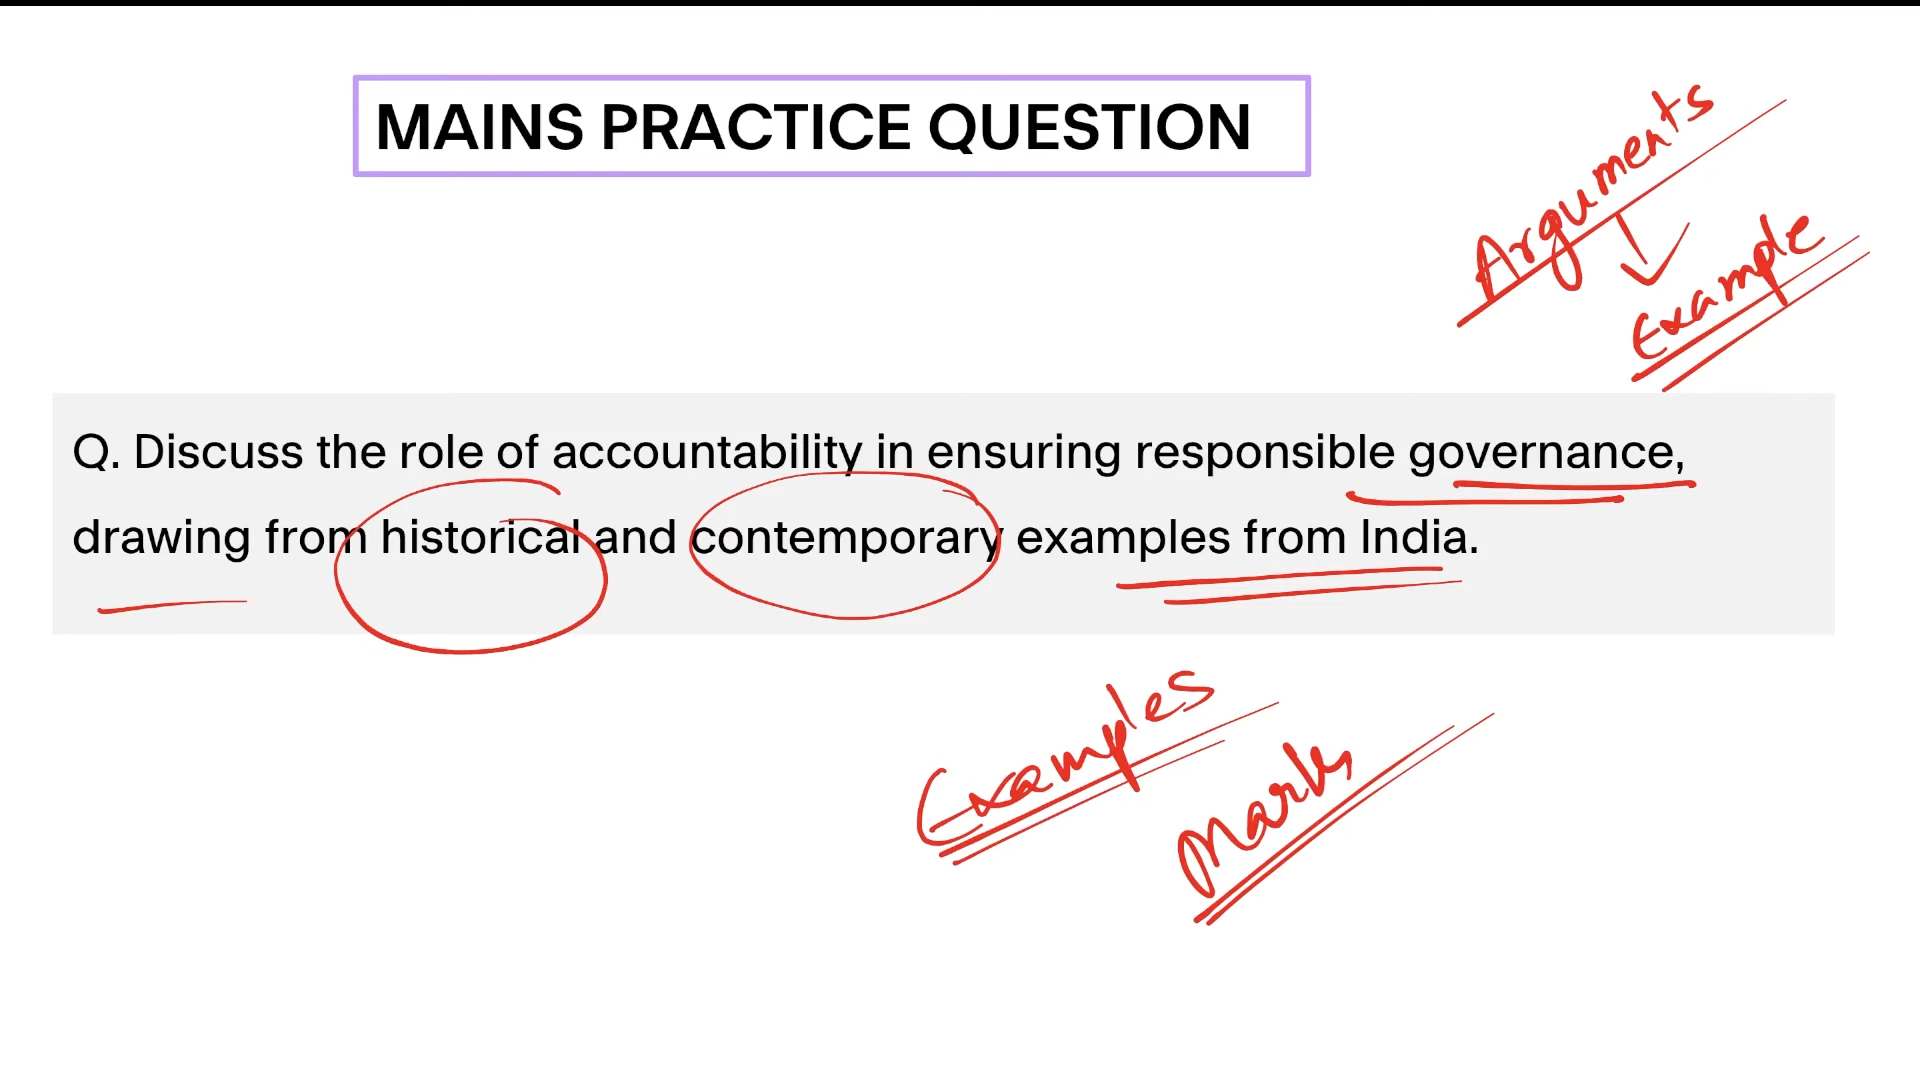 MAINS PRACTICE QUESTION
Arguments
Example
Q. Discuss the role of accountability in ensuring responsible governance,
drawing from historical and contemporary examples from India.
Examples
Marks